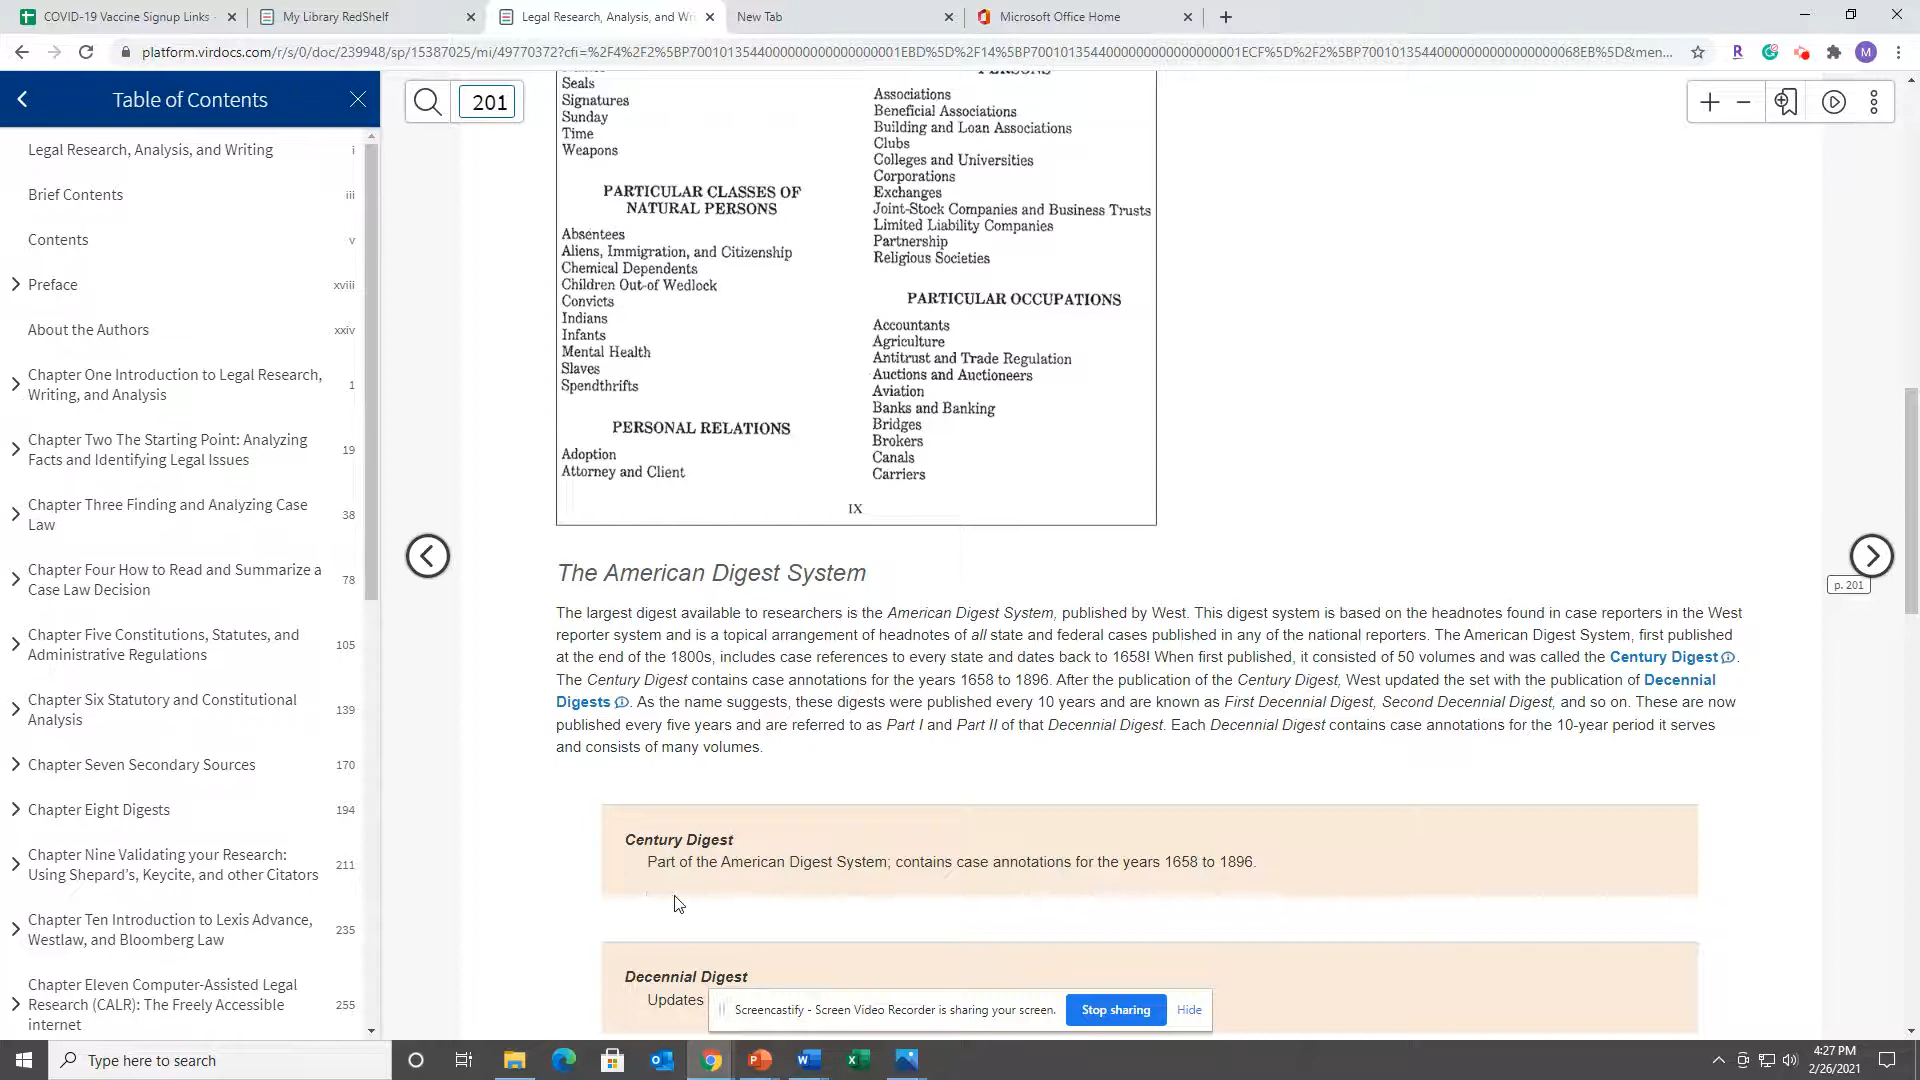 COVID-19 Vaccine Signup Links -
My Library RedShelf
Legal Research, Analysis, and Wri
New Tab
Microsoft Office Home
platform.virdocs.com/r/s/0/doc/239948/sp/15387025/mi/49770372?cfi=%2F4%2F2%5BP70010135440000000000000000001EBD%5D%2F14%5BP70010135440000000000000000001ECF%5D%2F2%5BP700101354400000000000000000068EB%5D&men...
Table of Contents
201
Legal Research, Analysis, and Writing i
Brief Contents iii
Contents v
Preface xviii
About the Authors xxiv
Chapter One Introduction to Legal Research,
Writing, and Analysis 1
Chapter Two The Starting Point: Analyzing
Facts and Identifying Legal Issues 19
Chapter Three Finding and Analyzing Case
Law 38
Chapter Four How to Read and Summarize a
Case Law Decision 78
Chapter Five Constitutions, Statutes, and
Administrative Regulations 105
Chapter Six Statutory and Constitutional
Analysis 139
Chapter Seven Secondary Sources 170
Chapter Eight Digests 194
Chapter Nine Validating your Research:
Using Shepard's, Keycite, and other Citators 211
Chapter Ten Introduction to Lexis Advance,
Westlaw, and Bloomberg Law 235
Chapter Eleven Computer-Assisted Legal
Research (CALR): The Freely Accessible
internet 255
Seals
Signatures
Sunday
Time
Weapons
PARTICULAR CLASSES OF
NATURAL PERSONS
Absentees
Aliens, Immigration, and Citizenship
Chemical Dependents
Children Out-of Wedlock
Convicts
Indians
Infants
Mental Health
Slaves
Spendthrifts
PERSONAL RELATIONS
Adoption
Attorney and Client
PERSONS
Associations
Beneficial Associations
Building and Loan Associations
Clubs
Colleges and Universities
Corporations
Exchanges
Joint-Stock Companies and Business Trusts
Limited Liability Companies
Partnership
Religious Societies
PARTICULAR OCCUPATIONS
Accountants
Agriculture
Antitrust and Trade Regulation
Auctions and Auctioneers
Aviation
Banks and Banking
Bridges
Brokers
Canals
Carriers
IX
p. 201
The American Digest System
The largest digest available to researchers is the American Digest System, published by West. This digest system is based on the headnotes found in case reporters in the West
reporter system and is a topical arrangement of headnotes of all state and federal cases published in any of the national reporters. The American Digest System, first published
at the end of the 1800s, includes case references to every state and dates back to 1658! When first published, it consisted of 50 volumes and was called the Century Digest.
The Century Digest contains case annotations for the years 1658 to 1896. After the publication of the Century Digest, West updated the set with the publication of Decennial
Digests. As the name suggests, these digests were published every 10 years and are known as First Decennial Digest, Second Decennial Digest, and so on. These are now
published every five years and are referred to as Part I and Part II of that Decennial Digest. Each Decennial Digest contains case annotations for the 10-year period it serves
and consists of many volumes.
Century Digest
Part of the American Digest System; contains case annotations for the years 1658 to 1896.
Decennial Digest
Updates
Screencastify - Screen Video Recorder is sharing your screen.
Stop sharing
Hide
Type here to search
4:27 PM
2/26/2021